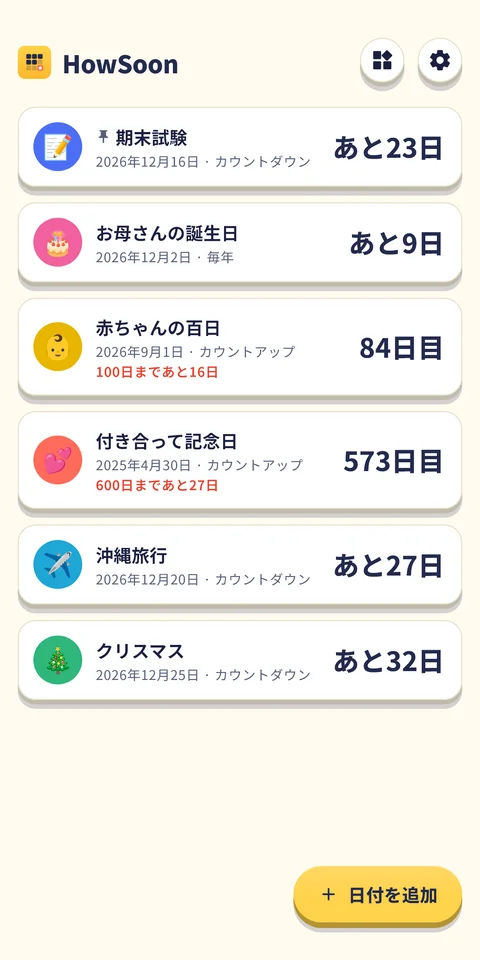 HowSoon
期末試験
2026年12月16日 · カウントダウン
あと23日
お母さんの誕生日
2026年12月2日 · 毎年
あと9日
赤ちゃんの百日
2026年9月1日 · カウントアップ
100日まであと16日
84日目
付き合って記念日
2025年4月30日 · カウントアップ
600日まであと27日
573日目
沖縄旅行
2026年12月20日 · カウントダウン
あと27日
クリスマス
2026年12月25日 · カウントダウン
あと32日
+ 日付を追加